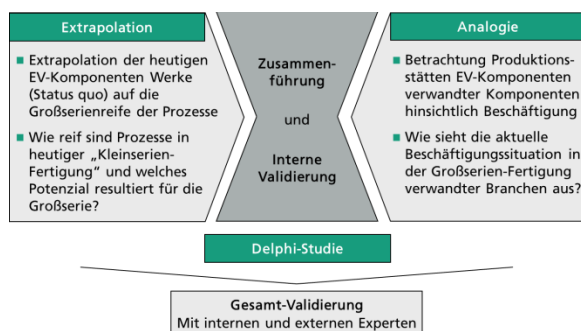 Extrapolation
■ Extrapolation der heutigen
EV-Komponenten Werke
(Status quo) auf die
Großserienreife der Prozesse
■ Wie reif sind Prozesse in
heutiger „Kleinserien-
Fertigung" und welches
Potenzial resultiert für die
Großserie?
Zusammen-
führung
und
Interne
Validierung
Analogie
■ Betrachtung Produktions-
stätten EV-Komponenten
verwandter Komponenten
hinsichtlich Beschäftigung
■ Wie sieht die aktuelle
Beschäftigungssituation in
der Großserien-Fertigung
verwandter Branchen aus?
Delphi-Studie
Gesamt-Validierung
Mit internen und externen Experten